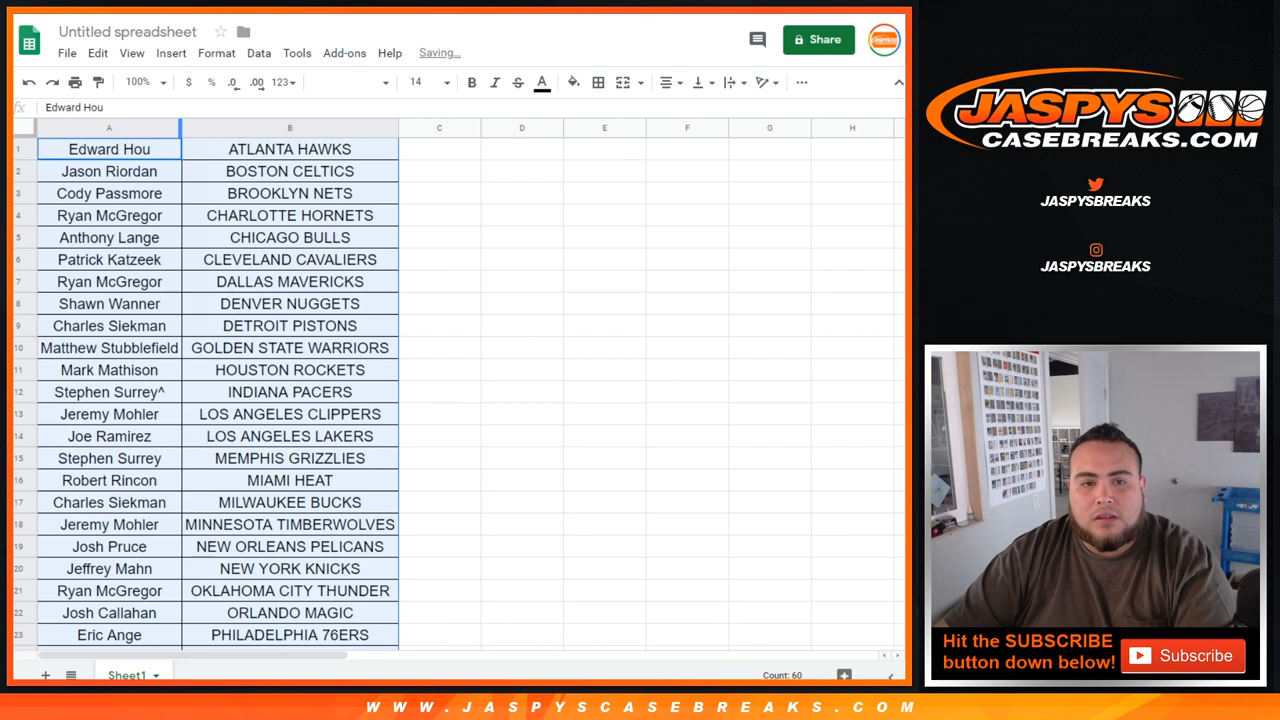 Untitled spreadsheet
File Edit View Insert Format Data Tools Add-ons Help Saving...
Share
100% $ % .0 .00 123 14 B I S A
fx Edward Hou
A B C D E F G H
1 Edward Hou ATLANTA HAWKS
2 Jason Riordan BOSTON CELTICS
3 Cody Passmore BROOKLYN NETS
4 Ryan McGregor CHARLOTTE HORNETS
5 Anthony Lange CHICAGO BULLS
6 Patrick Katzeek CLEVELAND CAVALIERS
7 Ryan McGregor DALLAS MAVERICKS
8 Shawn Wanner DENVER NUGGETS
9 Charles Siekman DETROIT PISTONS
10 Matthew Stubblefield GOLDEN STATE WARRIORS
11 Mark Mathison HOUSTON ROCKETS
12 Stephen Surrey^ INDIANA PACERS
13 Jeremy Mohler LOS ANGELES CLIPPERS
14 Joe Ramirez LOS ANGELES LAKERS
15 Stephen Surrey MEMPHIS GRIZZLIES
16 Robert Rincon MIAMI HEAT
17 Charles Siekman MILWAUKEE BUCKS
18 Jeremy Mohler MINNESOTA TIMBERWOLVES
19 Josh Pruce NEW ORLEANS PELICANS
20 Jeffrey Mahn NEW YORK KNICKS
21 Ryan McGregor OKLAHOMA CITY THUNDER
22 Josh Callahan ORLANDO MAGIC
23 Eric Ange PHILADELPHIA 76ERS
Sheet1
Count: 60
JASPYS
CASEBREAKS.COM
JASPYSBREAKS
JASPYSBREAKS
Hit the SUBSCRIBE
button down below!
Subscribe
WWW.JASPYSCASEBREAKS.COM